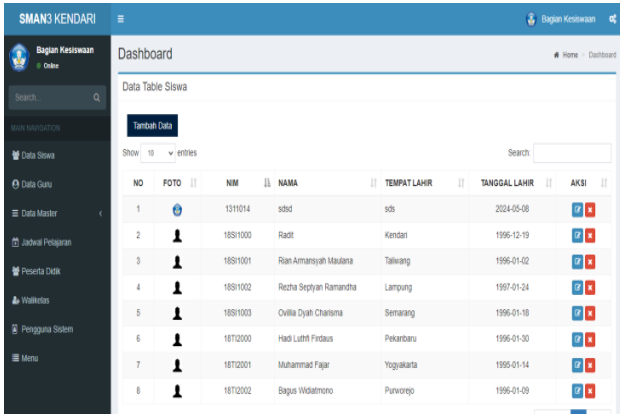 SMAN3 KENDARI
Bagian Kesiswaan
Bagian Kesiswaan
Online
Dashboard
Home > Dashboard
Search...
MAIN NAVIGATION
Data Siswa
Data Guru
Data Master
Jadwal Pelajaran
Peserta Didik
Walikelas
Pengguna Sistem
Menu
Data Table Siswa
Tambah Data
Show 10 entries
Search:
NO FOTO NIM NAMA TEMPAT LAHIR TANGGAL LAHIR AKSI
1 1311014 sdsd sds 2024-05-08
2 18SI1000 Radit Kendari 1996-12-19
3 18SI1001 Rian Armansyah Maulana Taliwang 1996-01-02
4 18SI1002 Rezha Septyan Ramandha Lampung 1997-01-24
5 18SI1003 Ovillia Dyah Charisma Semarang 1996-01-18
6 18TI2000 Hadi Luthfi Firdaus Pekanbaru 1996-01-30
7 18TI2001 Muhammad Fajar Yogyakarta 1995-01-14
8 18TI2002 Bagus Widiatmono Purworejo 1996-01-09